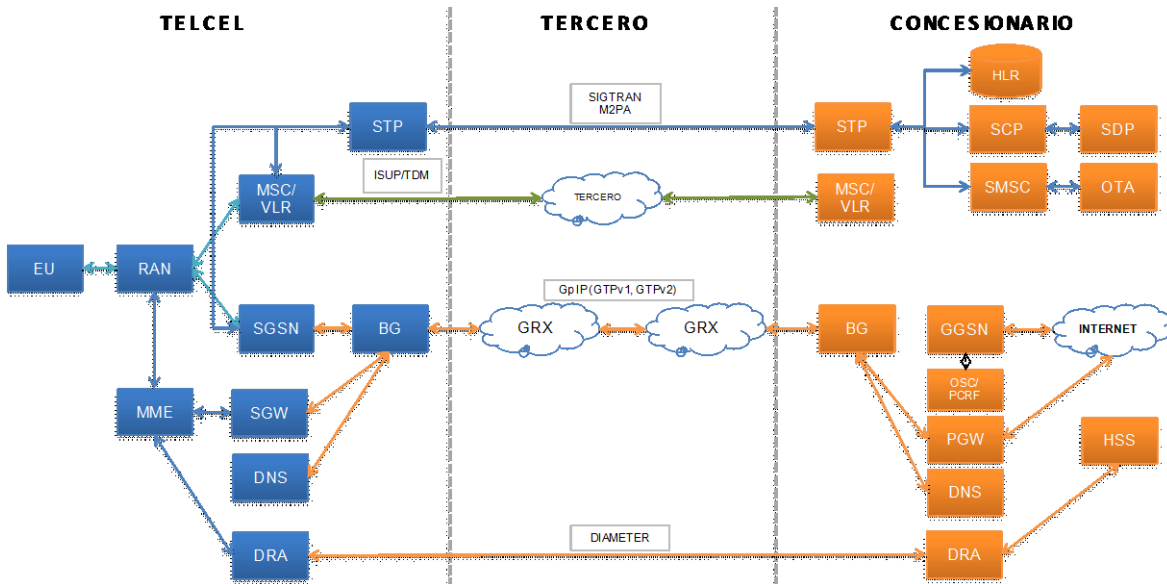 TELCEL
TERCERO
CONCESIONARIO
HLR
SIGTRAN
M2PA
STP
STP
SCP
SDP
ISUP/TDM
MSC/
VLR
TERCERO
MSC/
VLR
SMSC
OTA
EU
RAN
GpIP(GTPv1, GTPv2)
SGSN
BG
GRX
GRX
BG
GGSN
INTERNET
OSC/
PCRF
MME
SGW
PGW
HSS
DNS
DNS
DIAMETER
DRA
DRA